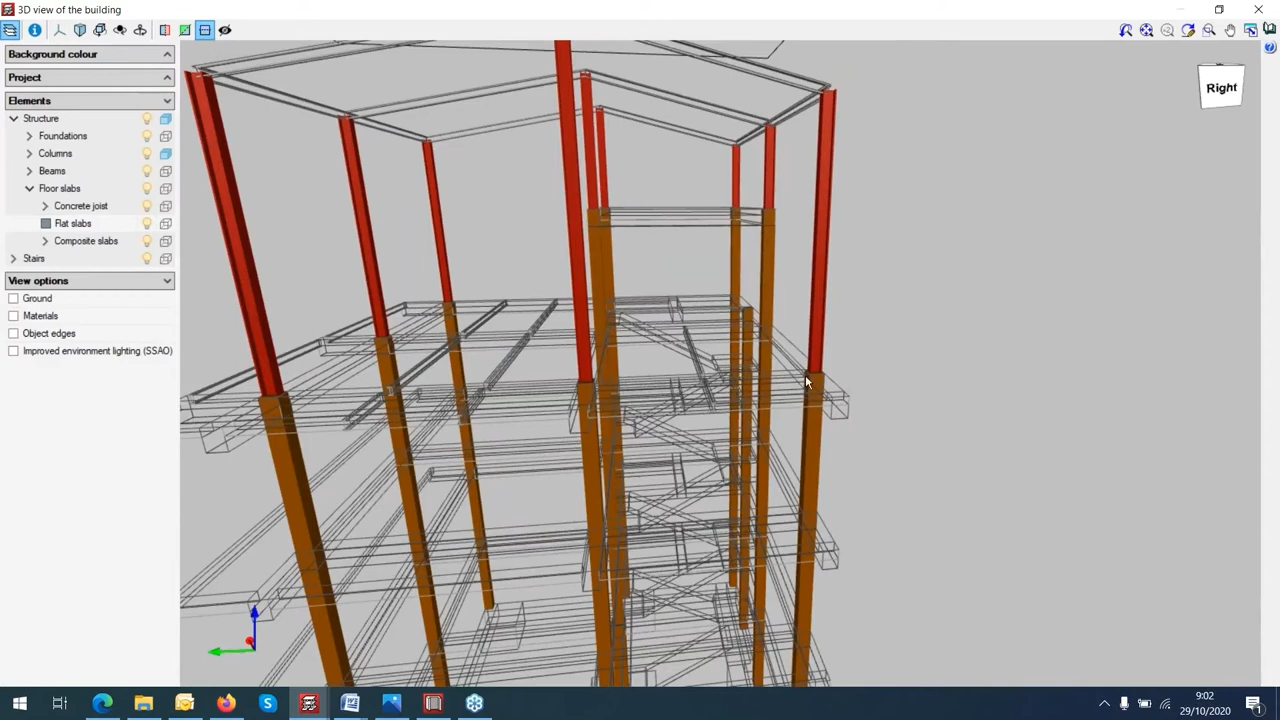 3D view of the building
Background colour
Project
Elements
Structure
Foundations
Columns
Beams
Floor slabs
Concrete joist
Flat slabs
Composite slabs
Stairs
View options
Ground
Materials
Object edges
Improved environment lighting (SSAO)
Right
9:02
29/10/2020
1